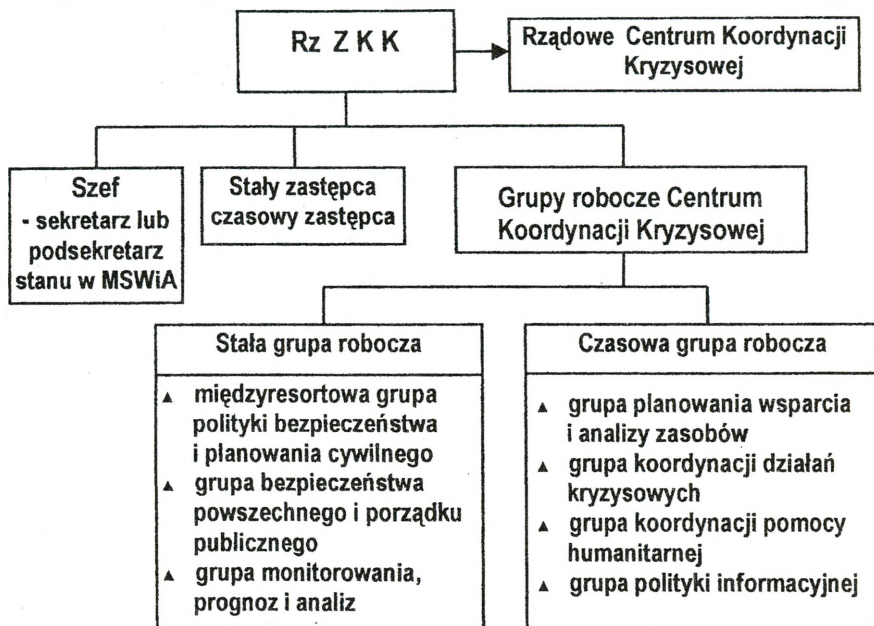 Rz Z K K
Rządowe Centrum Koordynacji
Kryzysowej
Szef
- sekretarz lub
podsekretarz
stanu w MSWiA
Stały zastępca
czasowy zastępca
Grupy robocze Centrum
Koordynacji Kryzysowej
Stała grupa robocza
▲ międzyresortowa grupa
polityki bezpieczeństwa
i planowania cywilnego
▲ grupa bezpieczeństwa
powszechnego i porządku
publicznego
▲ grupa monitorowania,
prognoz i analiz
Czasowa grupa robocza
▲ grupa planowania wsparcia
i analizy zasobów
▲ grupa koordynacji działań
kryzysowych
▲ grupa koordynacji pomocy
humanitarnej
▲ grupa polityki informacyjnej